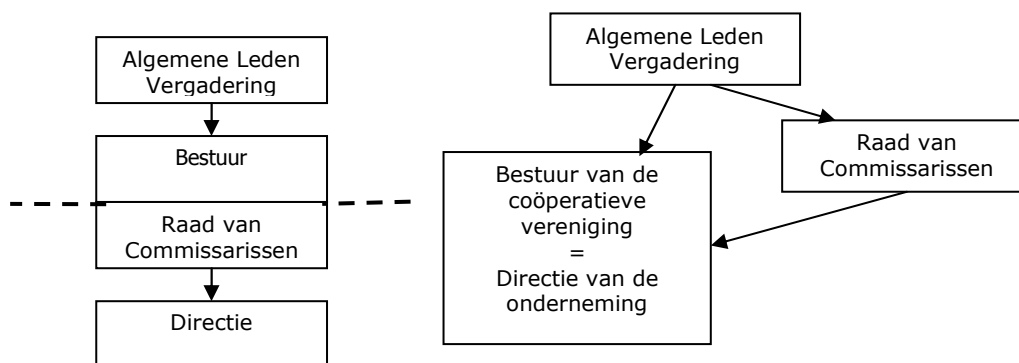 Algemene Leden
Vergadering
Bestuur
Raad van
Commissarissen
Directie
Algemene Leden
Vergadering
Raad van
Commissarissen
Bestuur van de
coöperatieve
vereniging
=
Directie van de
onderneming